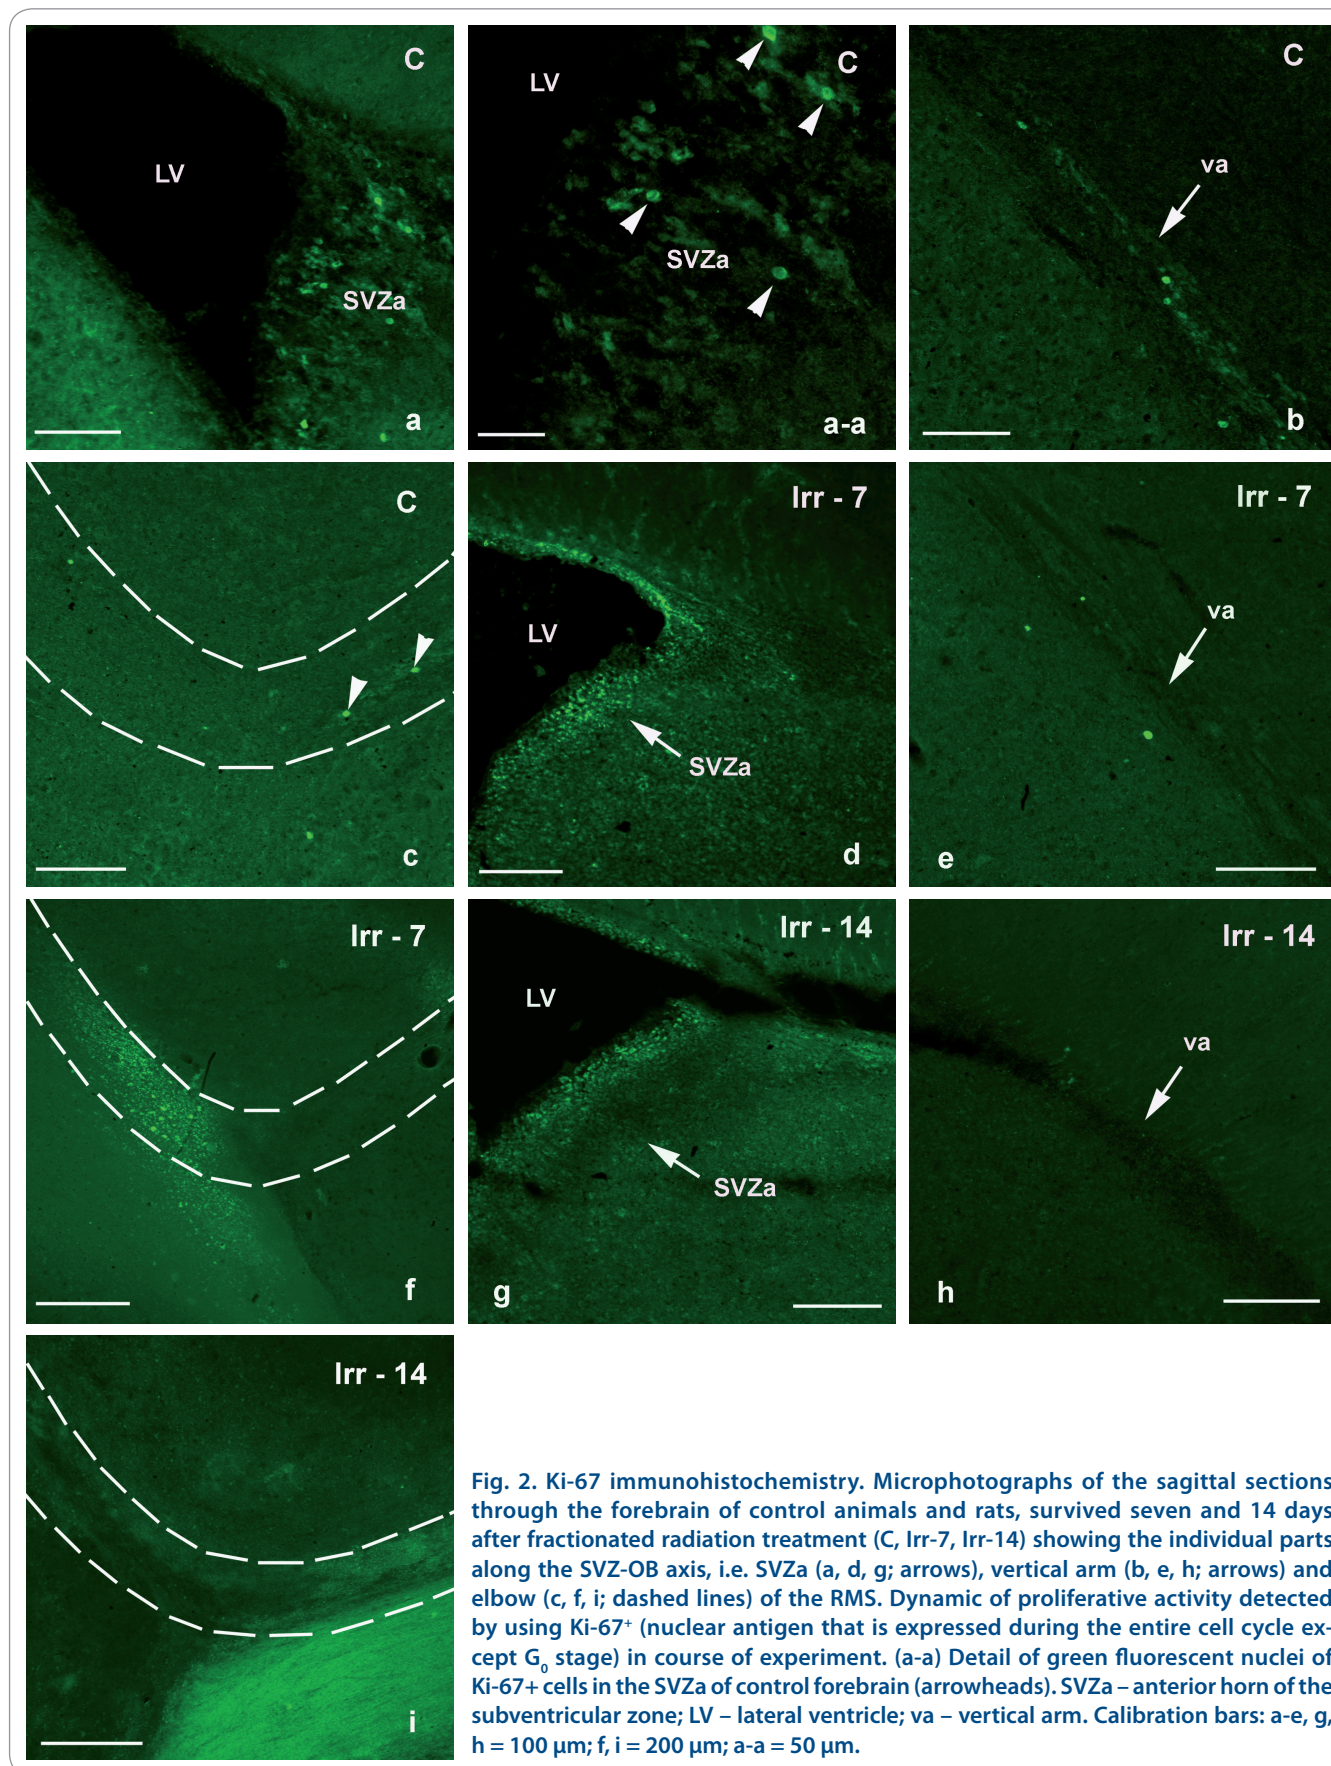 C
LV
SVZa
a
C
LV
SVZa
a-a
C
va
b
C
c
Irr - 7
LV
SVZa
d
Irr - 7
va
e
Irr - 7
f
Irr - 14
LV
SVZa
g
Irr - 14
va
h
Irr - 14
i
Fig. 2. Ki-67 immunohistochemistry. Microphotographs of the sagittal sections
through the forebrain of control animals and rats, survived seven and 14 days
after fractionated radiation treatment (C, Irr-7, Irr-14) showing the individual parts
along the SVZ-OB axis, i.e. SVZa (a, d, g; arrows), vertical arm (b, e, h; arrows) and
elbow (c, f, i; dashed lines) of the RMS. Dynamic of proliferative activity detected
by using Ki-67⁺ (nuclear antigen that is expressed during the entire cell cycle ex-
cept G₀ stage) in course of experiment. (a-a) Detail of green fluorescent nuclei of
Ki-67+ cells in the SVZa of control forebrain (arrowheads). SVZa – anterior horn of the
subventricular zone; LV – lateral ventricle; va – vertical arm. Calibration bars: a-e, g,
h = 100 µm; f, i = 200 µm; a-a = 50 µm.